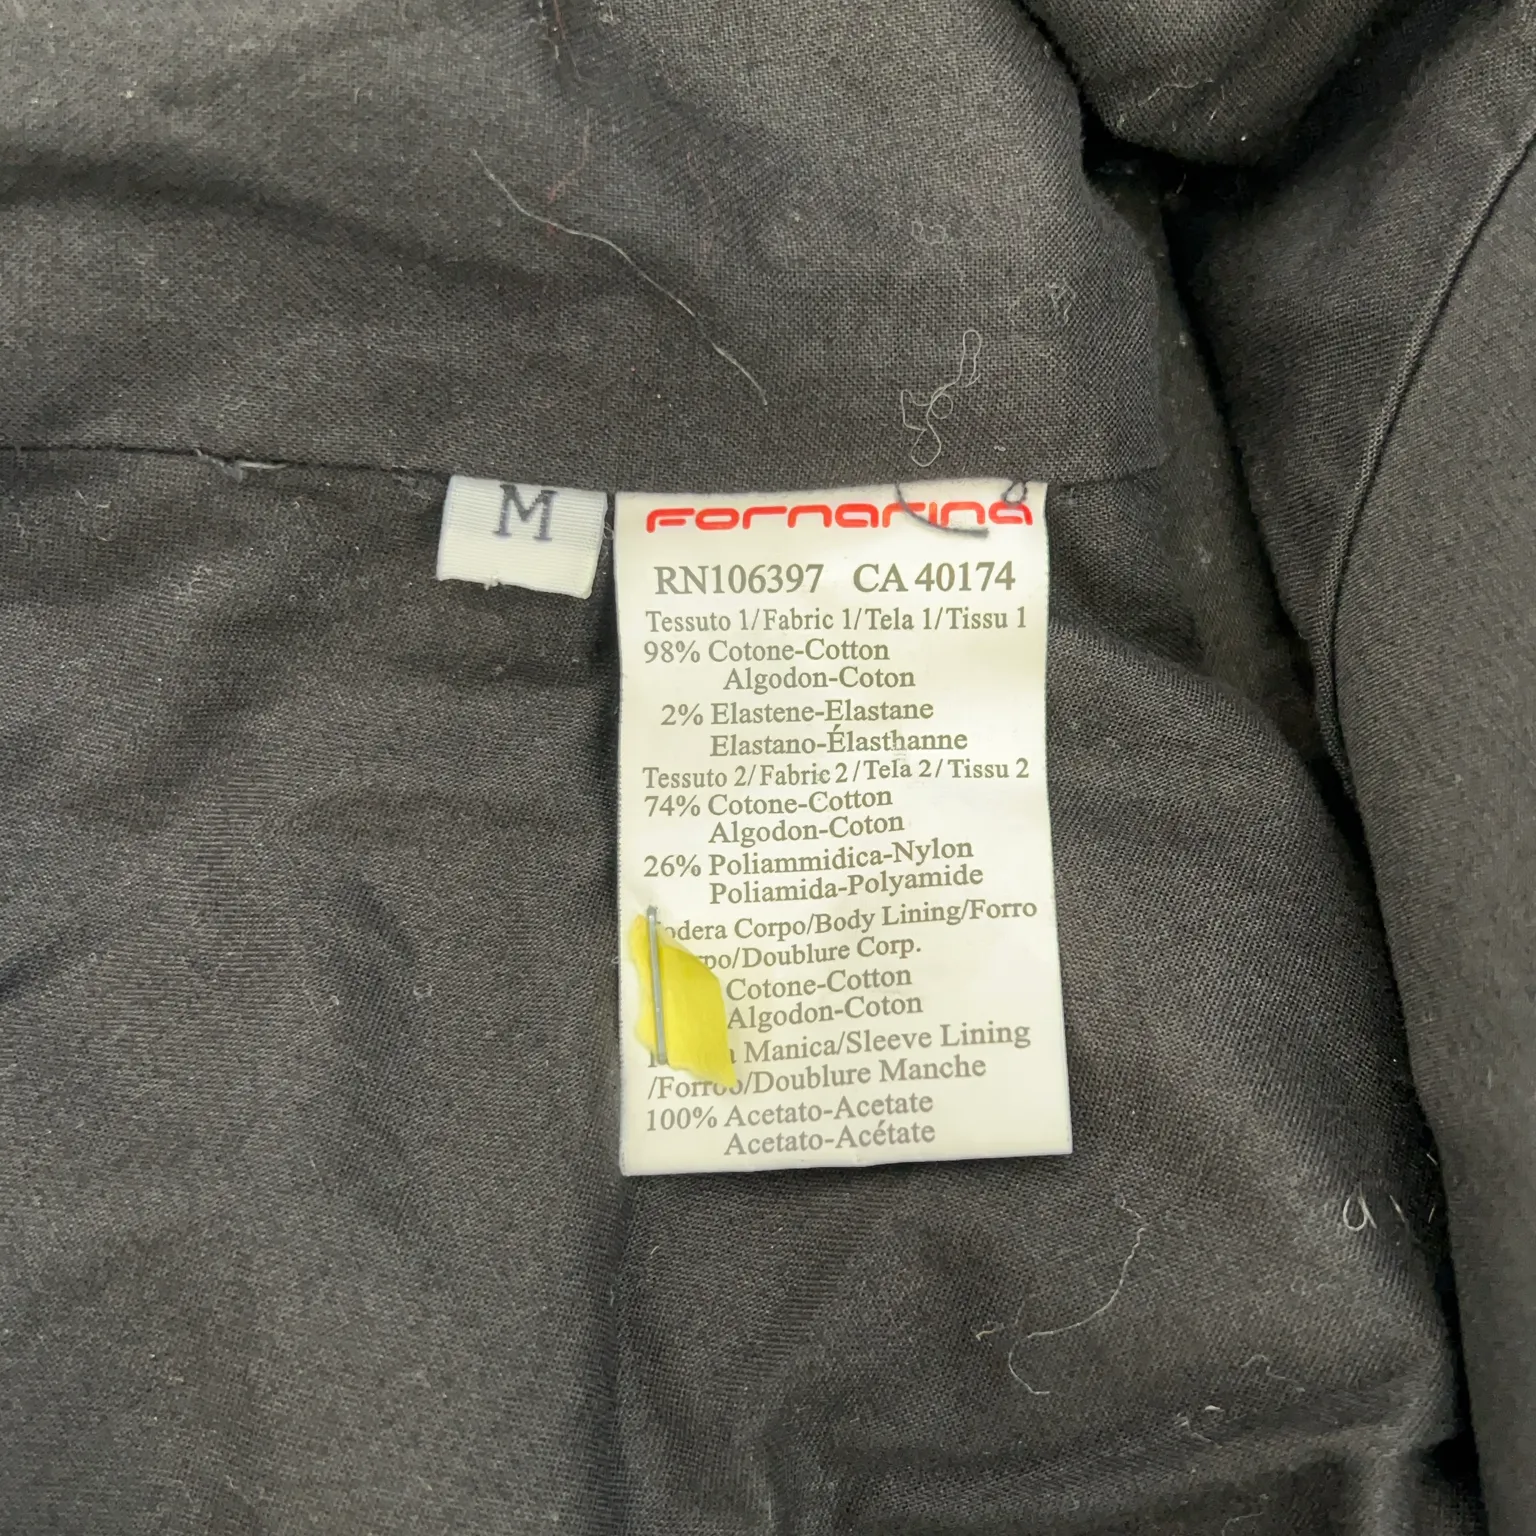 M
Fornarina
RN106397 CA 40174
Tessuto 1/Fabric 1/Tela 1/Tissu 1
98% Cotone-Cotton
Algodon-Coton
2% Elastene-Elastane
Elastano-Élasthanne
Tessuto 2/Fabric 2/Tela 2/Tissu 2
74% Cotone-Cotton
Algodon-Coton
26% Poliammidica-Nylon
Poliamida-Polyamide
Corpo/Body Lining/Forro
/Doublure Corp.
Cotone-Cotton
Algodon-Coton
Manica/Sleeve Lining
/Doublure Manche
100% Acetato-Acetate
Acetato-Acétate